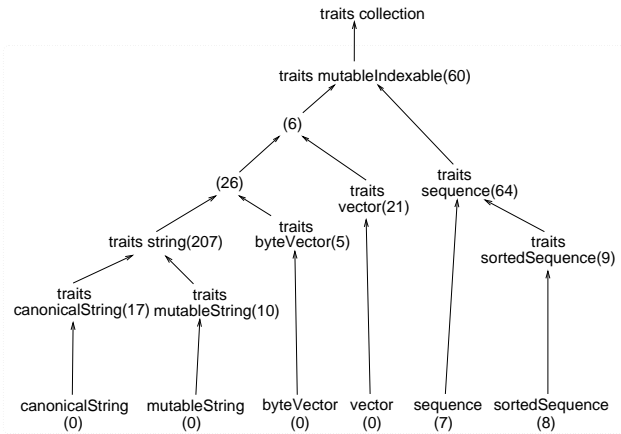 traits collection
traits mutableIndexable(60)
(6)
(26)
traits
sequence(64)
traits
vector(21)
traits
byteVector(5)
traits string(207)
traits
sortedSequence(9)
traits
canonicalString(17)
traits
mutableString(10)
canonicalString
(0)
mutableString
(0)
byteVector
(0)
vector
(0)
sequence
(7)
sortedSequence
(8)